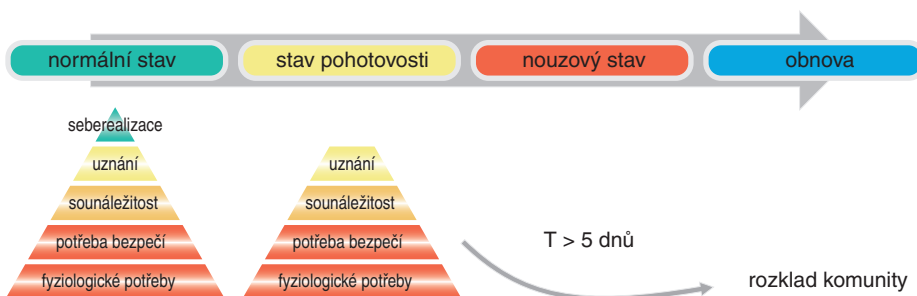 normální stav
stav pohotovosti
nouzový stav
obnova
seberealizace
uznání
sounáležitost
potřeba bezpečí
fyziologické potřeby
uznání
sounáležitost
potřeba bezpečí
fyziologické potřeby
T > 5 dnů
rozklad komunity